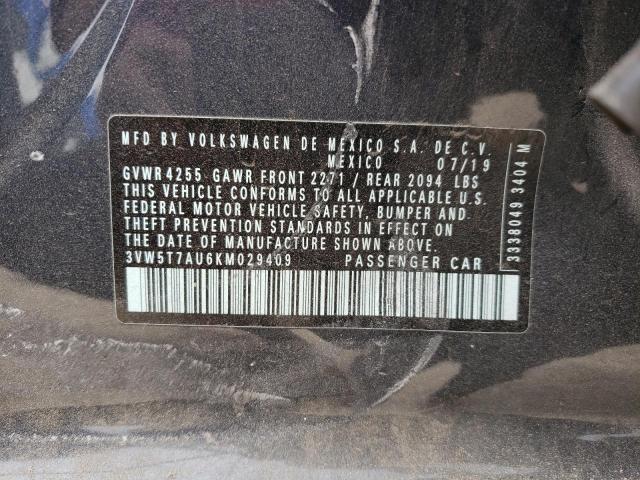 MFD BY VOLKSWAGEN DE MEXICO S.A. DE C.V.
MEXICO 07/19
GVWR 4255 GAWR FRONT 2271 / REAR 2094 LBS
THIS VEHICLE CONFORMS TO ALL APPLICABLE U.S.
FEDERAL MOTOR VEHICLE SAFETY, BUMPER AND
THEFT PREVENTION STANDARDS IN EFFECT ON
THE DATE OF MANUFACTURE SHOWN ABOVE.
3VW5T7AU6KM029409 PASSENGER CAR
3338049 3404 M